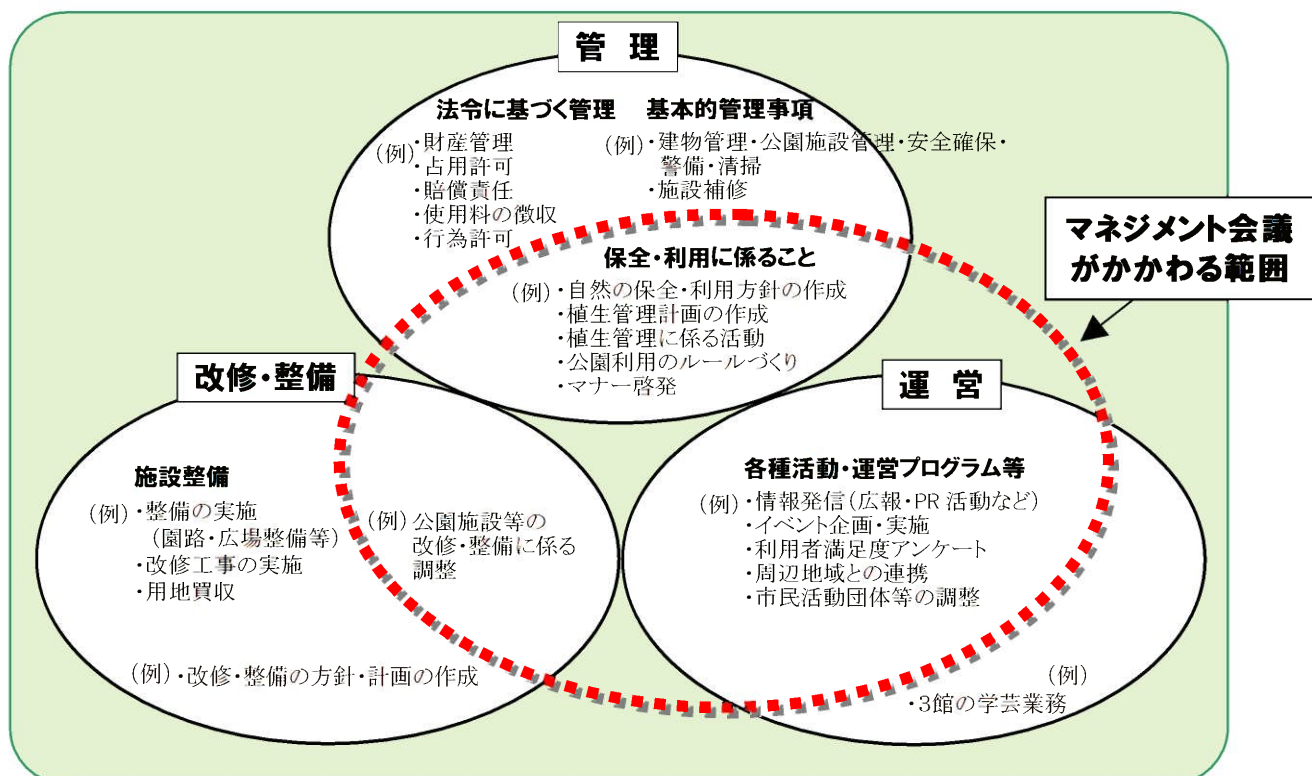 管 理
法令に基づく管理
(例)・財産管理
・占用許可
・賠償責任
・使用料の徴収
・行為許可
基本的管理事項
(例)・建物管理・公園施設管理・安全確保・
警備・清掃
・施設補修
マネジメント会議
がかかわる範囲
保全・利用に係ること
(例)・自然の保全・利用方針の作成
・植生管理計画の作成
・植生管理に係る活動
・公園利用のルールづくり
・マナー啓発
改修・整備
施設整備
(例)・整備の実施
(園路・広場整備等)
・改修工事の実施
・用地買収
(例)公園施設等の
改修・整備に係る
調整
(例)・改修・整備の方針・計画の作成
運 営
各種活動・運営プログラム等
(例)・情報発信(広報・PR 活動など)
・イベント企画・実施
・利用者満足度アンケート
・周辺地域との連携
・市民活動団体等の調整
(例)
・3館の学芸業務